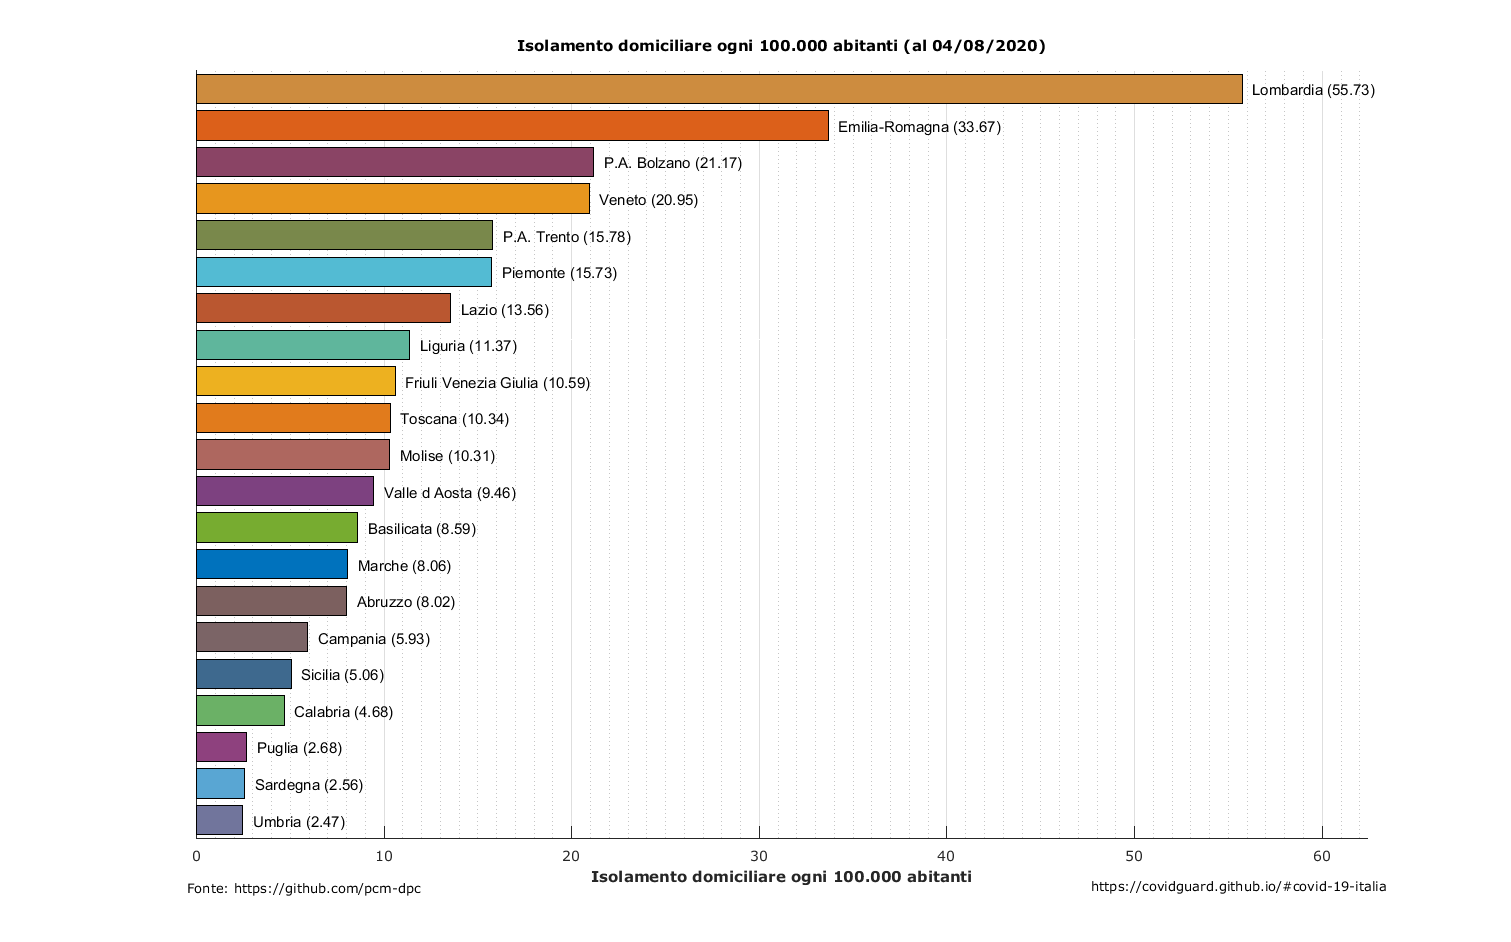 Isolamento domiciliare ogni 100.000 abitanti (al 04/08/2020)
Lombardia (55.73)
Emilia-Romagna (33.67)
P.A. Bolzano (21.17)
Veneto (20.95)
P.A. Trento (15.78)
Piemonte (15.73)
Lazio (13.56)
Liguria (11.37)
Friuli Venezia Giulia (10.59)
Toscana (10.34)
Molise (10.31)
Valle d Aosta (9.46)
Basilicata (8.59)
Marche (8.06)
Abruzzo (8.02)
Campania (5.93)
Sicilia (5.06)
Calabria (4.68)
Puglia (2.68)
Sardegna (2.56)
Umbria (2.47)
0 10 20 30 40 50 60
Isolamento domiciliare ogni 100.000 abitanti
Fonte: https://github.com/pcm-dpc
https://covidguard.github.io/#covid-19-italia